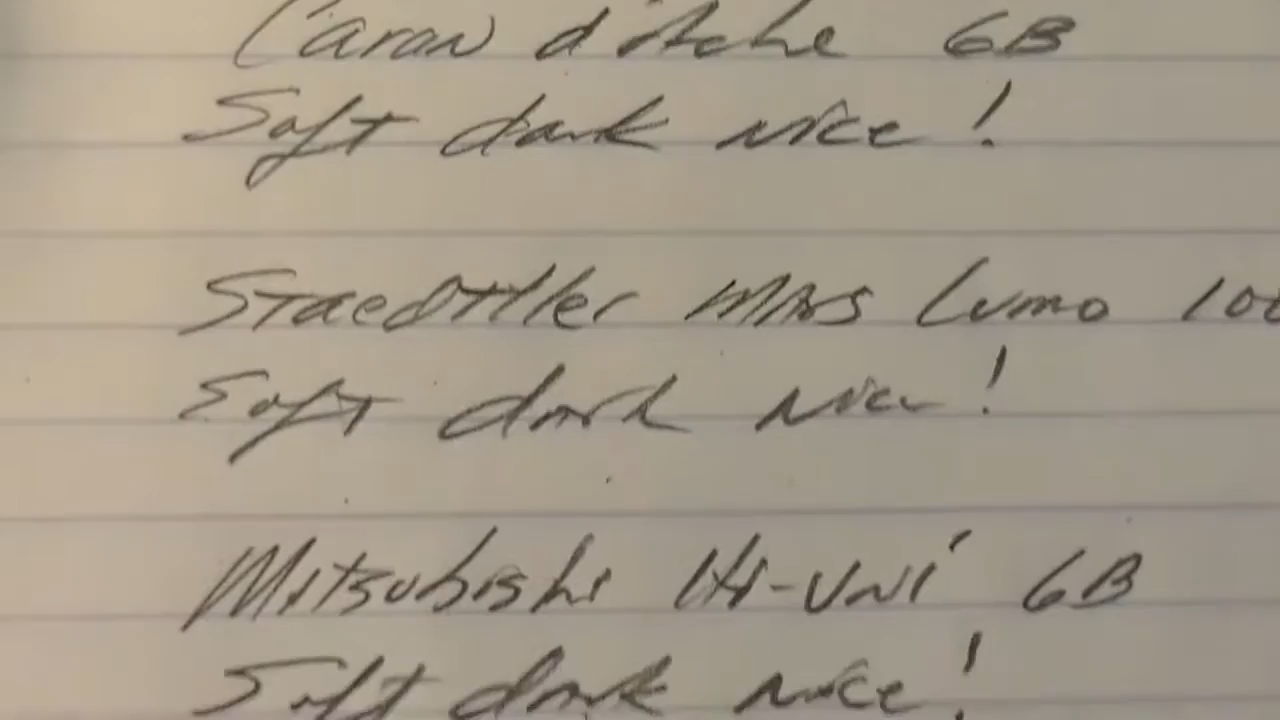 Caran d'Ache 6B
Soft dark nice!
Staedtler MARS Lumo 100
Soft dark nice!
Mitsubishi Hi-Uni 6B
Soft dark nice!